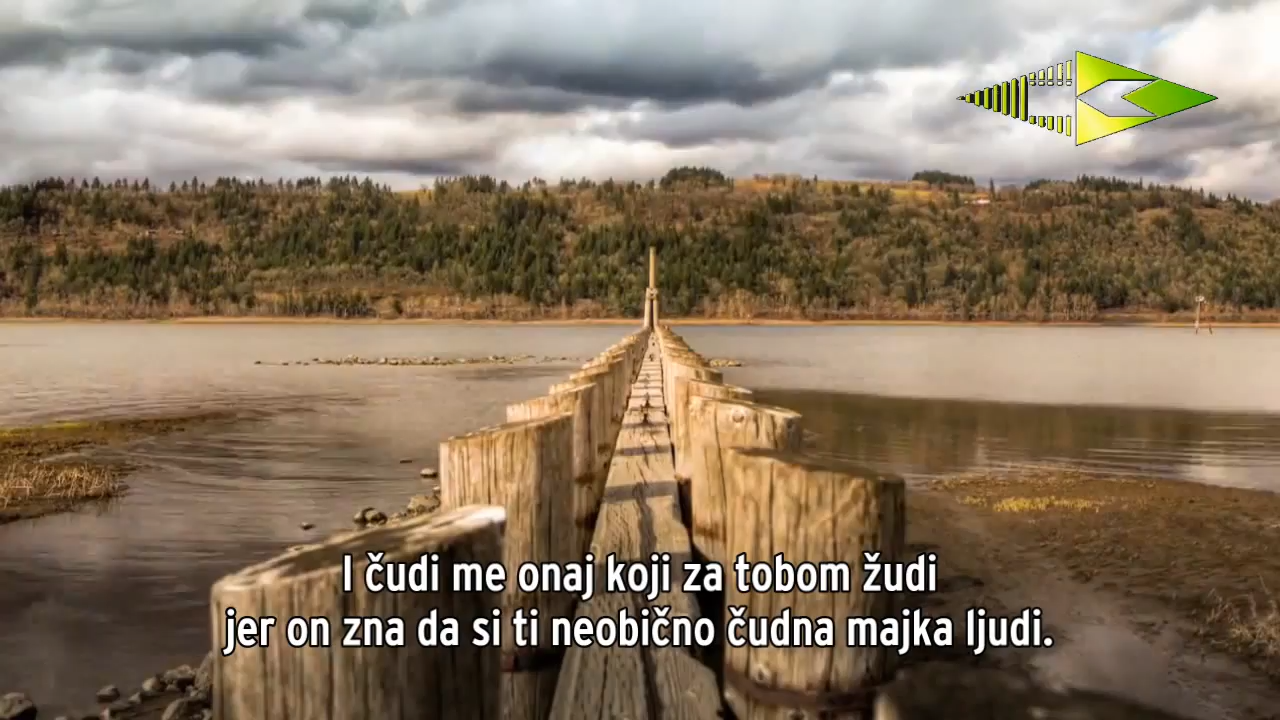 I čudi me onaj koji za tobom žudi
jer on zna da si ti neobično čudna majka ljudi.